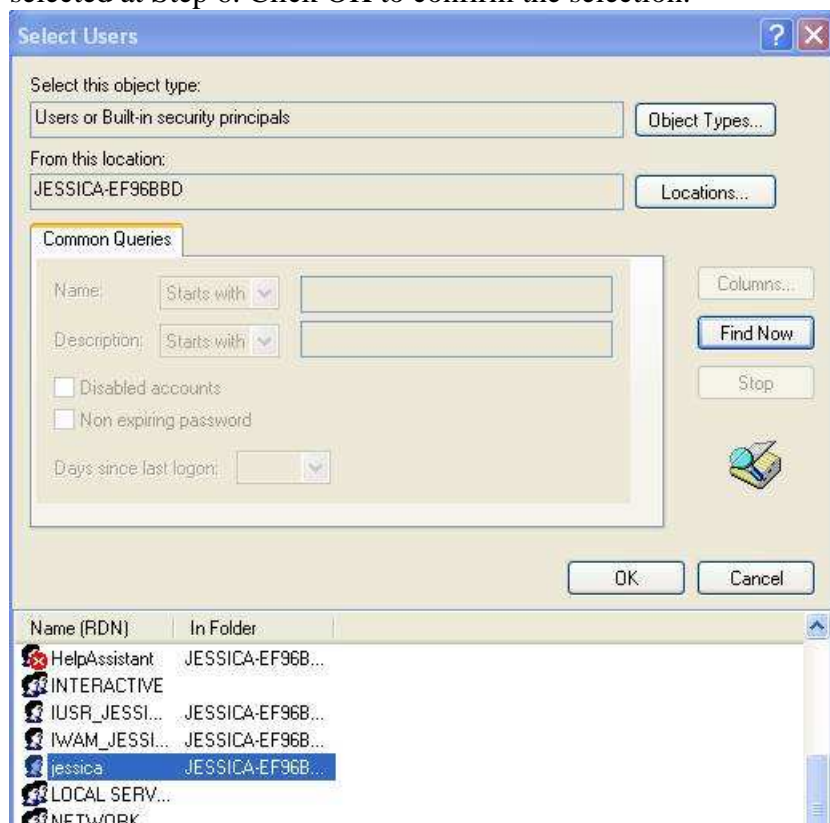 selected at Step 6. Click OK to confirm the selection.
Select Users
Select this object type:
Users or Built-in security principals
Object Types...
From this location:
JESSICA-EF96BBD
Locations...
Common Queries
Name:
Starts with
Columns...
Description:
Starts with
Find Now
Disabled accounts
Stop
Non expiring password
Days since last logon:
OK
Cancel
Name (RDN) In Folder
HelpAssistant JESSICA-EF96B...
INTERACTIVE
IUSR_JESSI... JESSICA-EF96B...
IWAM_JESSI... JESSICA-EF96B...
jessica JESSICA-EF96B...
LOCAL SERV...
NETWORK